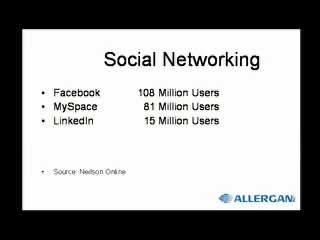 Social Networking
• Facebook 108 Million Users
• MySpace 81 Million Users
• LinkedIn 15 Million Users
• Source: Neilson Online
ALLERGAN